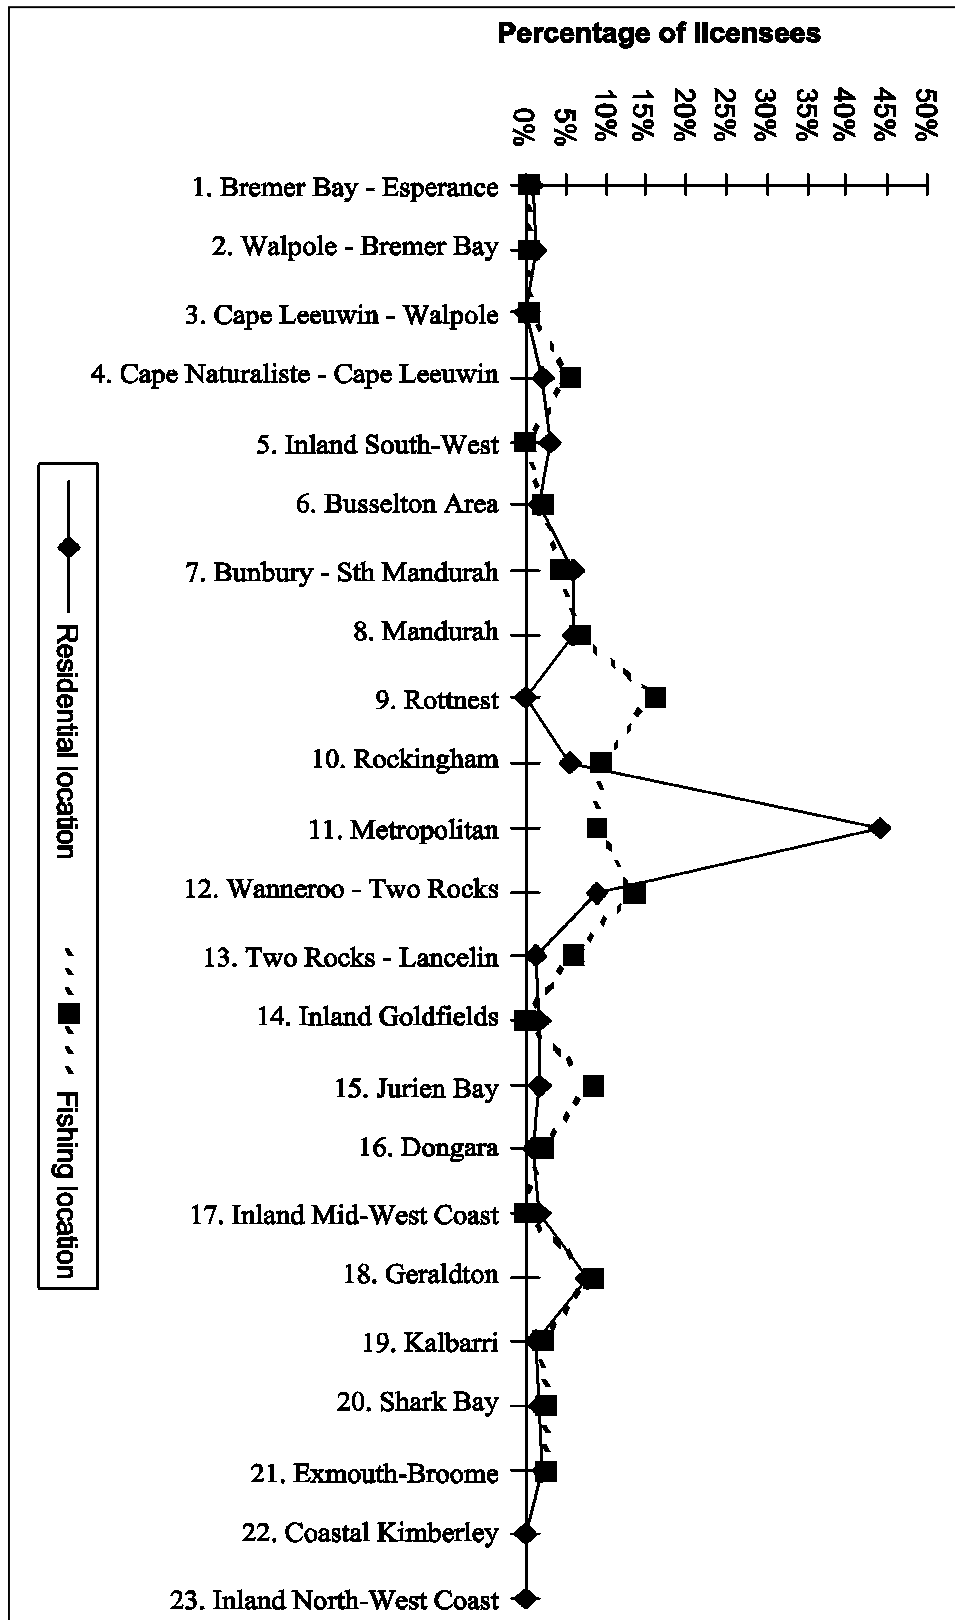 Percentage of licensees
0%
5%
10%
15%
20%
25%
30%
35%
40%
45%
50%
1. Bremer Bay - Esperance
2. Walpole - Bremer Bay
3. Cape Leeuwin - Walpole
4. Cape Naturaliste - Cape Leeuwin
5. Inland South-West
6. Busselton Area
7. Bunbury - Sth Mandurah
8. Mandurah
9. Rottnest
10. Rockingham
11. Metropolitan
12. Wanneroo - Two Rocks
13. Two Rocks - Lancelin
14. Inland Goldfields
15. Jurien Bay
16. Dongara
17. Inland Mid-West Coast
18. Geraldton
19. Kalbarri
20. Shark Bay
21. Exmouth-Broome
22. Coastal Kimberley
23. Inland North-West Coast
Residential location
Fishing location